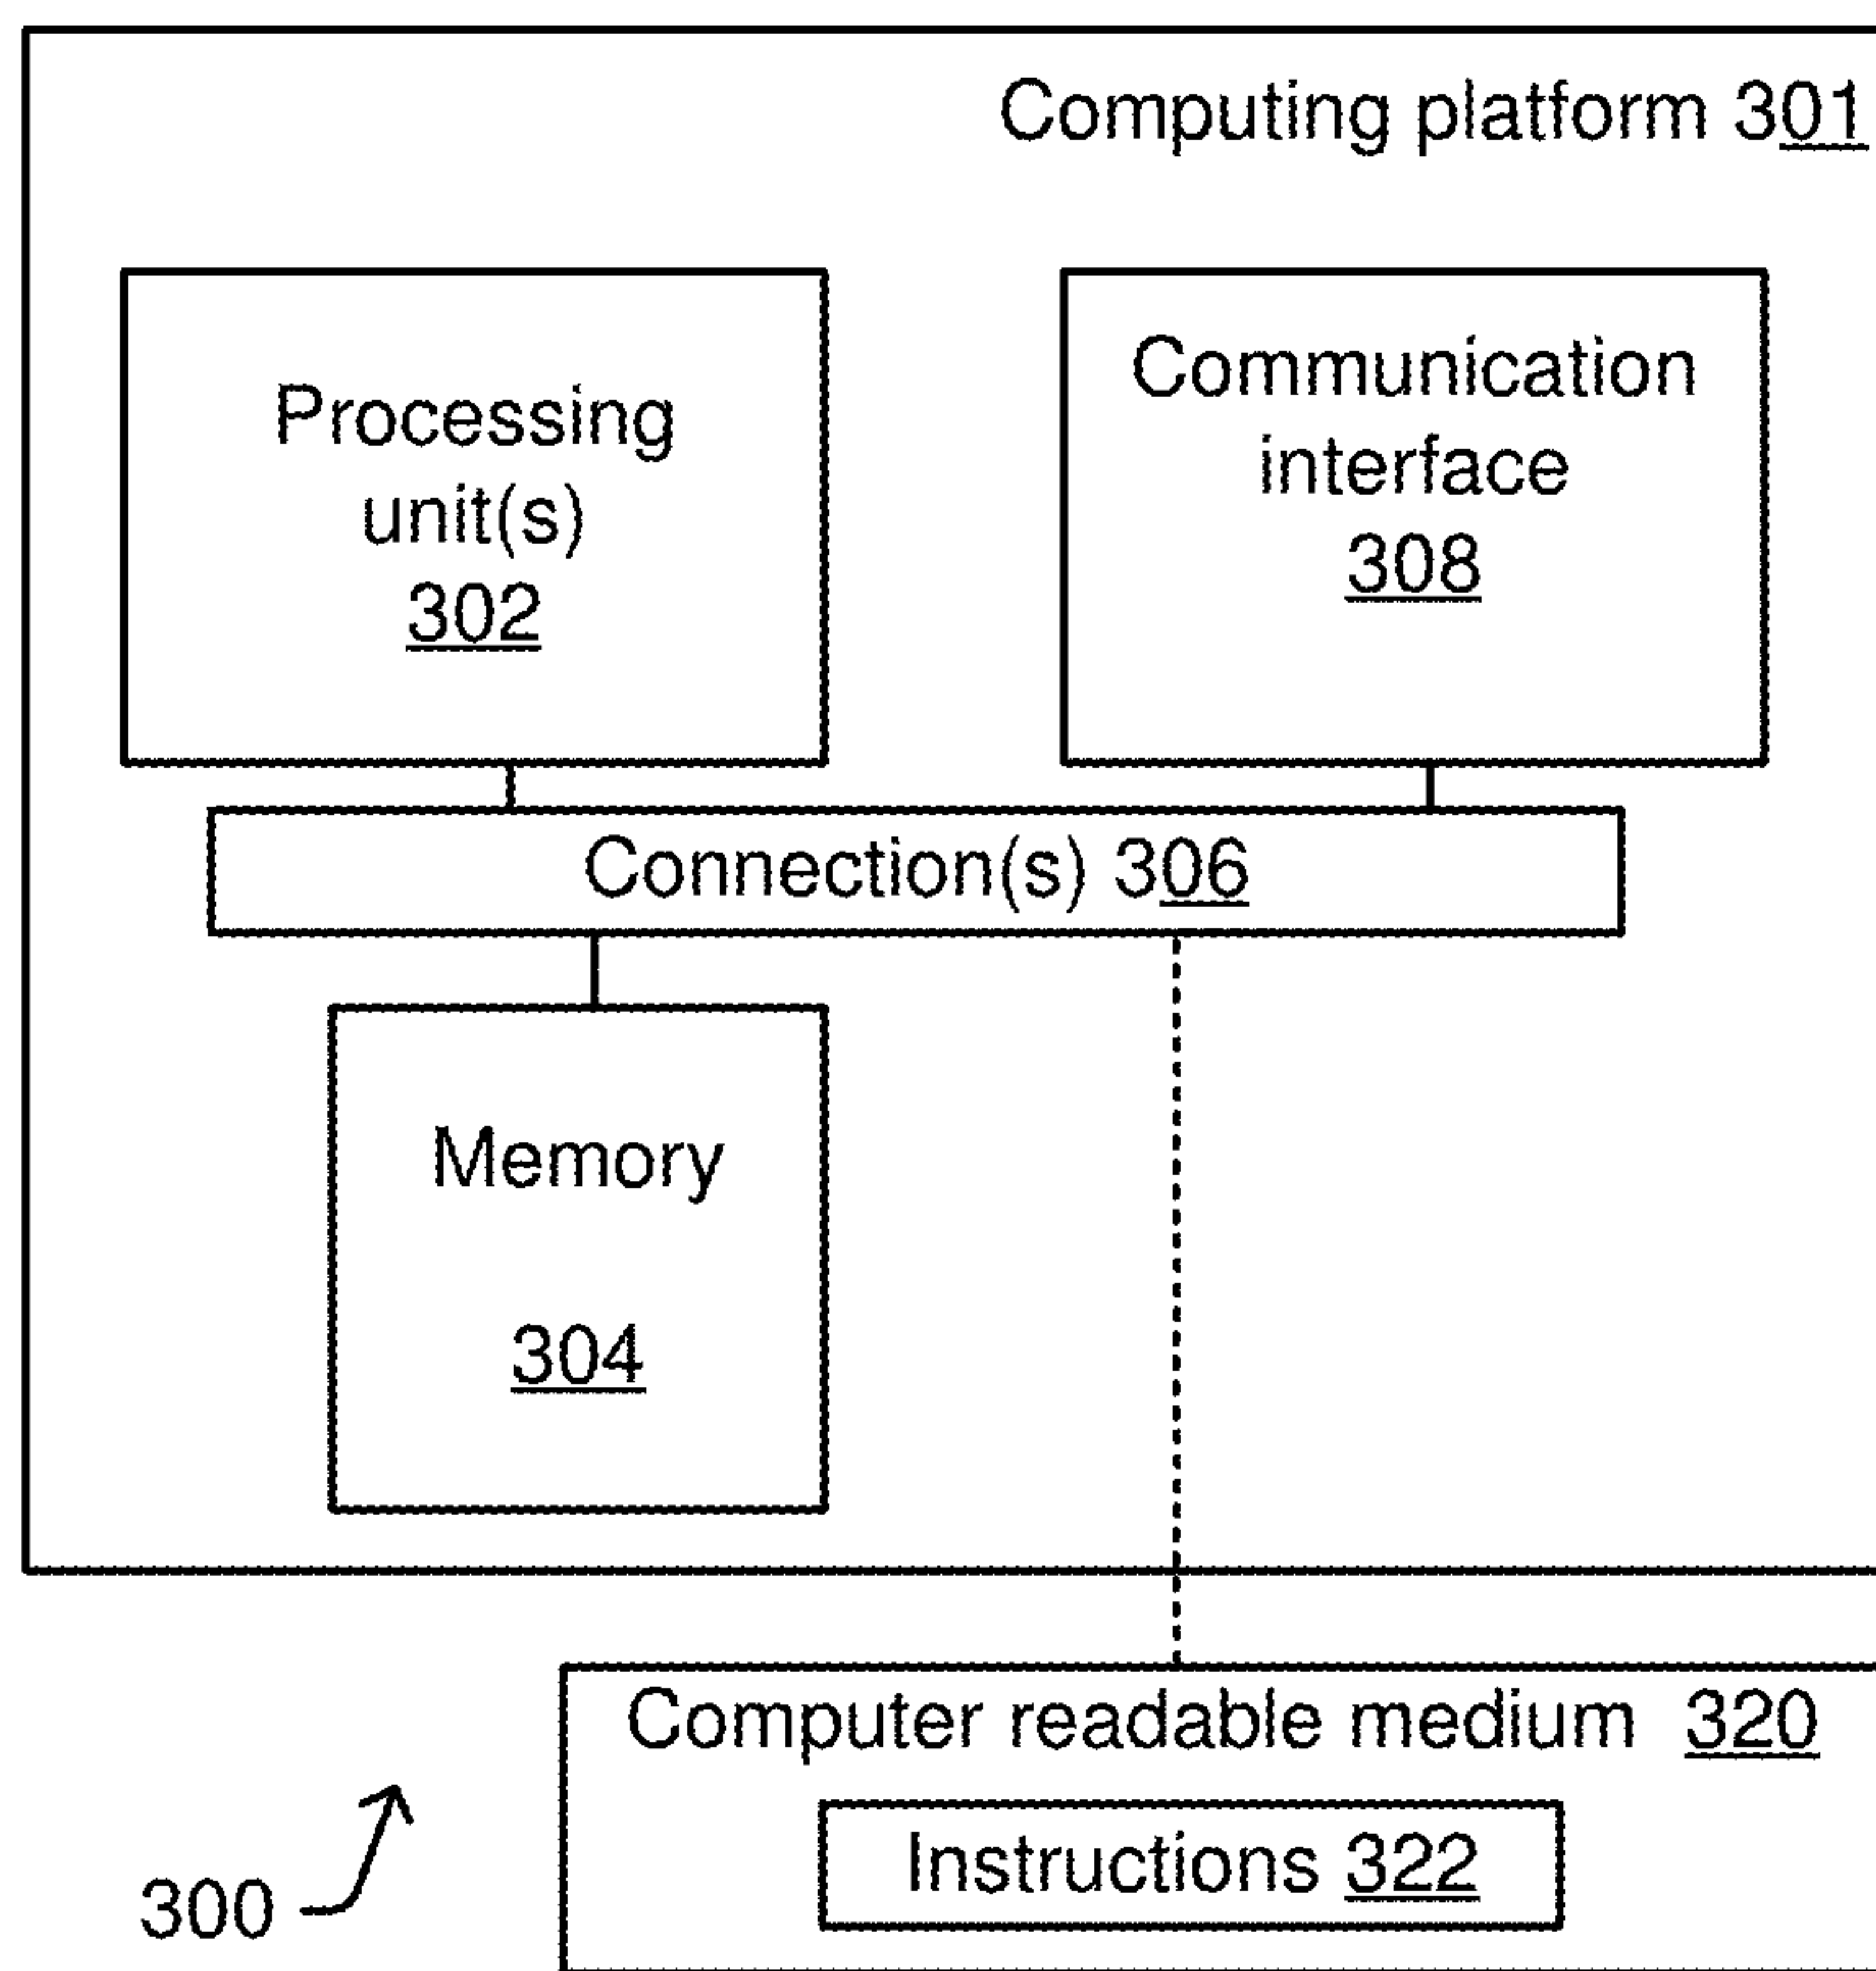 Computing platform 301
Processing
unit(s)
302
Communication
interface
308
Connection(s) 306
Memory
304
Computer readable medium 320
Instructions 322
300